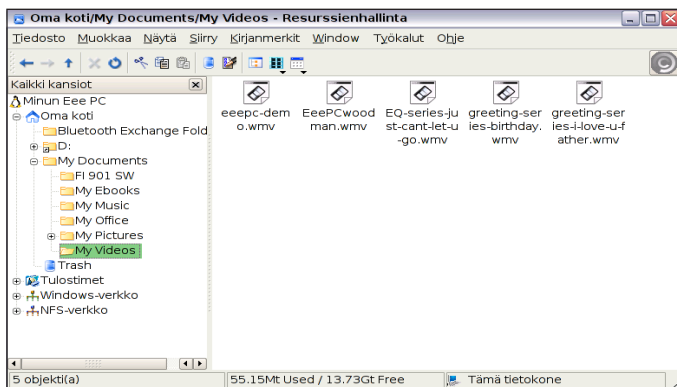 Oma koti/My Documents/My Videos - Resurssienhallinta
Tiedosto Muokkaa Näytä Siirry Kirjanmerkit Window Työkalut Ohje
Kaikki kansiot
Minun Eee PC
Oma koti
Bluetooth Exchange Fold
D:
My Documents
FI 901 SW
My Ebooks
My Music
My Office
My Pictures
My Videos
Trash
Tulostimet
Windows-verkko
NFS-verkko
eeepc-dem
o.wmv
EeePCwood
man.wmv
EQ-series-ju
st-cant-let-u
-go.wmv
greeting-ser
ies-birthday.
wmv
greeting-ser
ies-i-love-u-f
ather.wmv
5 objekti(a)
55.15Mt Used / 13.73Gt Free
Tämä tietokone